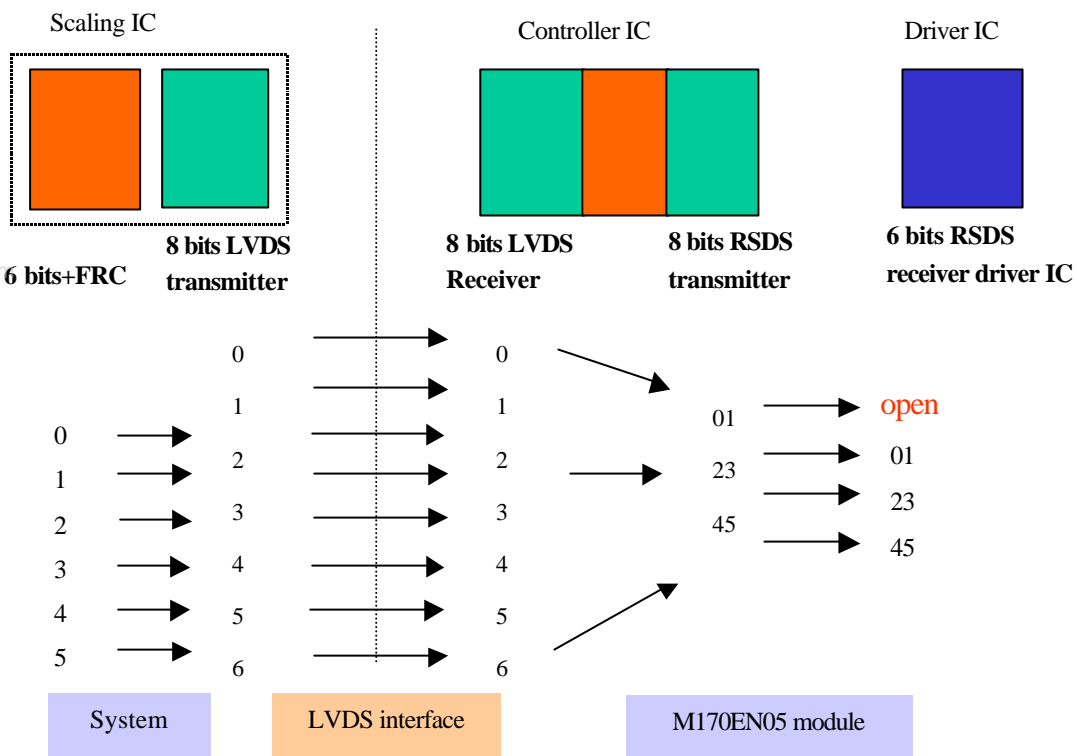 Scaling IC
Controller IC
Driver IC
6 bits+FRC
8 bits LVDS
transmitter
8 bits LVDS
Receiver
8 bits RSDS
transmitter
6 bits RSDS
receiver driver IC
0
1
2
3
4
5
0
1
2
3
4
5
6
0
1
2
3
4
5
6
01
23
45
open
01
23
45
System
LVDS interface
M170EN05 module